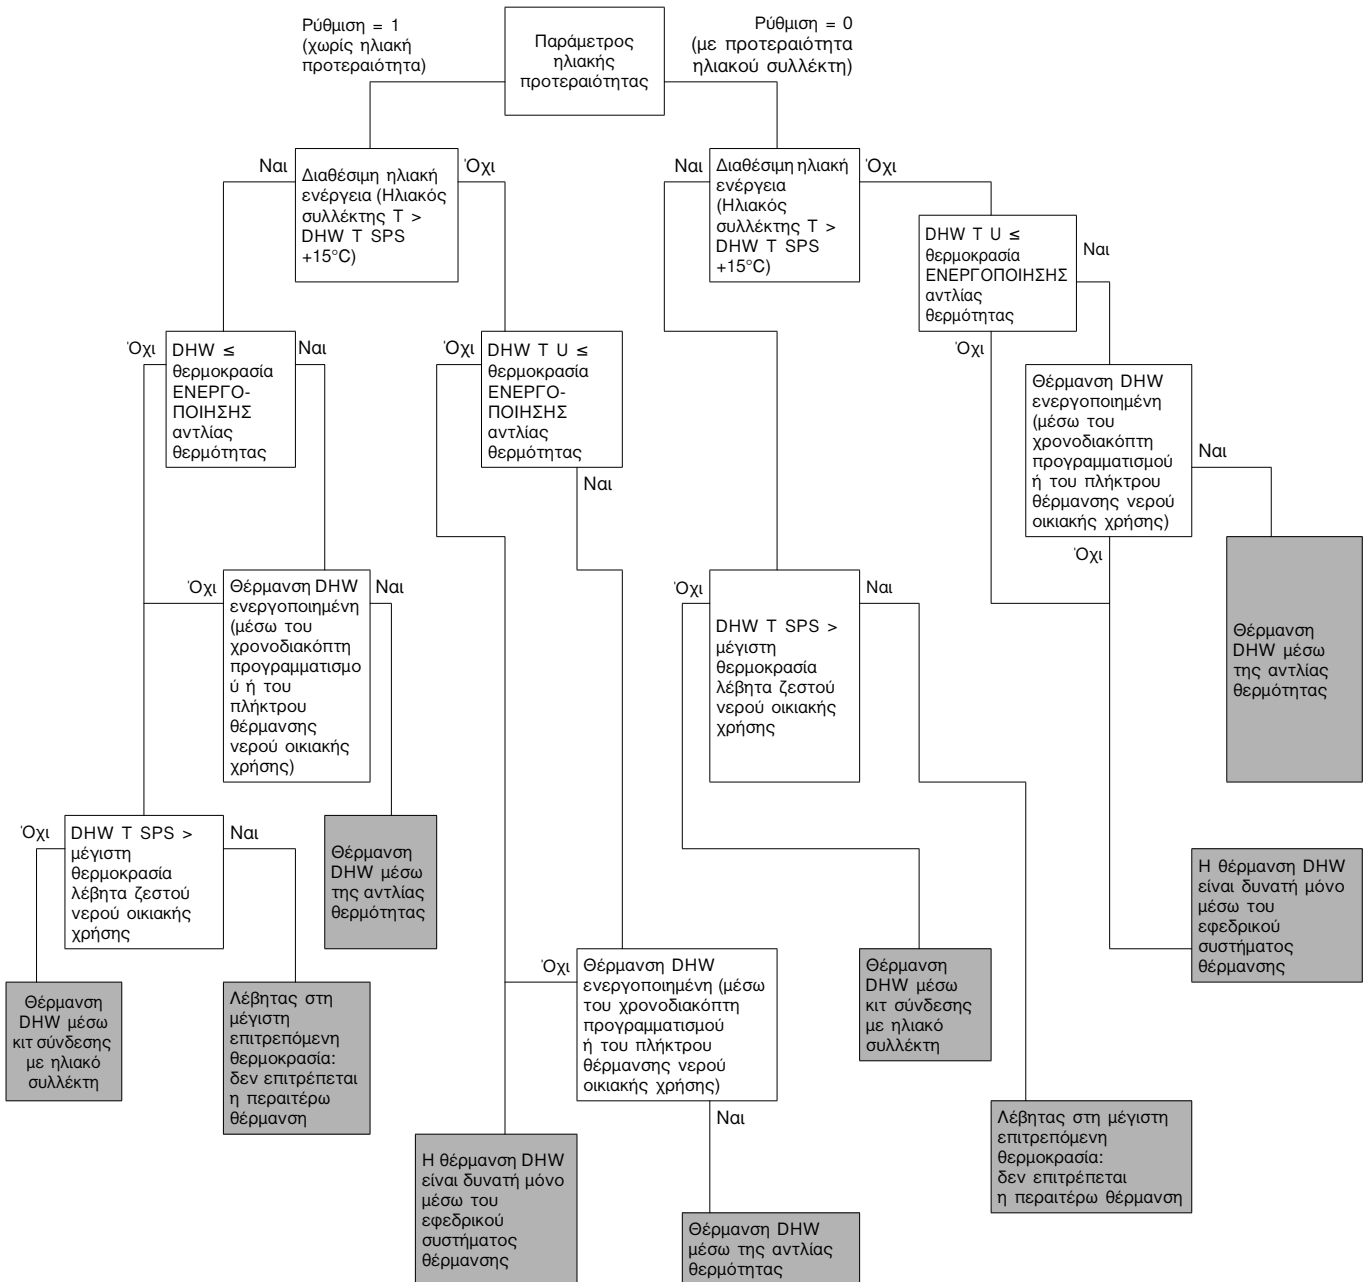 Ρύθμιση = 1
(χωρίς ηλιακή
προτεραιότητα)
Παράμετρος
ηλιακής
προτεραιότητας
Ρύθμιση = 0
(με προτεραιότητα
ηλιακού συλλέκτη)
Ναι
Διαθέσιμη ηλιακή
ενέργεια (Ηλιακός
συλλέκτης T >
DHW T SPS
+15°C)
Όχι
Ναι
Διαθέσιμη ηλιακή
ενέργεια
(Ηλιακός
συλλέκτης T >
DHW T SPS
+15°C)
Όχι
DHW T U ≤
θερμοκρασία
ΕΝΕΡΓΟΠΟΙΗΣΗΣ
αντλίας
θερμότητας
Ναι
Όχι
Όχι
DHW ≤
θερμοκρασία
ΕΝΕΡΓΟ-
ΠΟΙΗΣΗΣ
αντλίας
θερμότητας
Ναι
Όχι
DHW T U ≤
θερμοκρασία
ΕΝΕΡΓΟ-
ΠΟΙΗΣΗΣ
αντλίας
θερμότητας
Ναι
Θέρμανση DHW
ενεργοποιημένη
(μέσω του
χρονοδιακόπτη
προγραμματισμού
ή του πλήκτρου
θέρμανσης νερού
οικιακής χρήσης)
Ναι
Όχι
Όχι
Θέρμανση DHW
ενεργοποιημένη
(μέσω του
χρονοδιακόπτη
προγραμματισμο
ύ ή του
πλήκτρου
θέρμανσης
νερού οικιακής
χρήσης)
Ναι
Όχι
DHW T SPS >
μέγιστη
θερμοκρασία
λέβητα ζεστού
νερού οικιακής
χρήσης
Ναι
Θέρμανση
DHW μέσω
της αντλίας
θερμότητας
Όχι
DHW T SPS >
μέγιστη
θερμοκρασία
λέβητα ζεστού
νερού οικιακής
χρήσης
Ναι
Θέρμανση
DHW μέσω
της αντλίας
θερμότητας
Η θέρμανση DHW
είναι δυνατή μόνο
μέσω του
εφεδρικού
συστήματος
θέρμανσης
Θέρμανση
DHW μέσω
κιτ σύνδεσης
με ηλιακό
συλλέκτη
Λέβητας στη
μέγιστη
επιτρεπόμενη
θερμοκρασία:
δεν επιτρέπεται
η περαιτέρω
θέρμανση
Όχι
Θέρμανση DHW
ενεργοποιημένη (μέσω
του χρονοδιακόπτη
προγραμματισμού
ή του πλήκτρου
θέρμανσης νερού
οικιακής χρήσης)
Ναι
Θέρμανση
DHW μέσω
κιτ σύνδεσης
με ηλιακό
συλλέκτη
Λέβητας στη μέγιστη
επιτρεπόμενη
θερμοκρασία:
δεν επιτρέπεται
η περαιτέρω θέρμανση
Η θέρμανση DHW
είναι δυνατή μόνο
μέσω του
εφεδρικού
συστήματος
θέρμανσης
Θέρμανση DHW
μέσω της αντλίας
θερμότητας